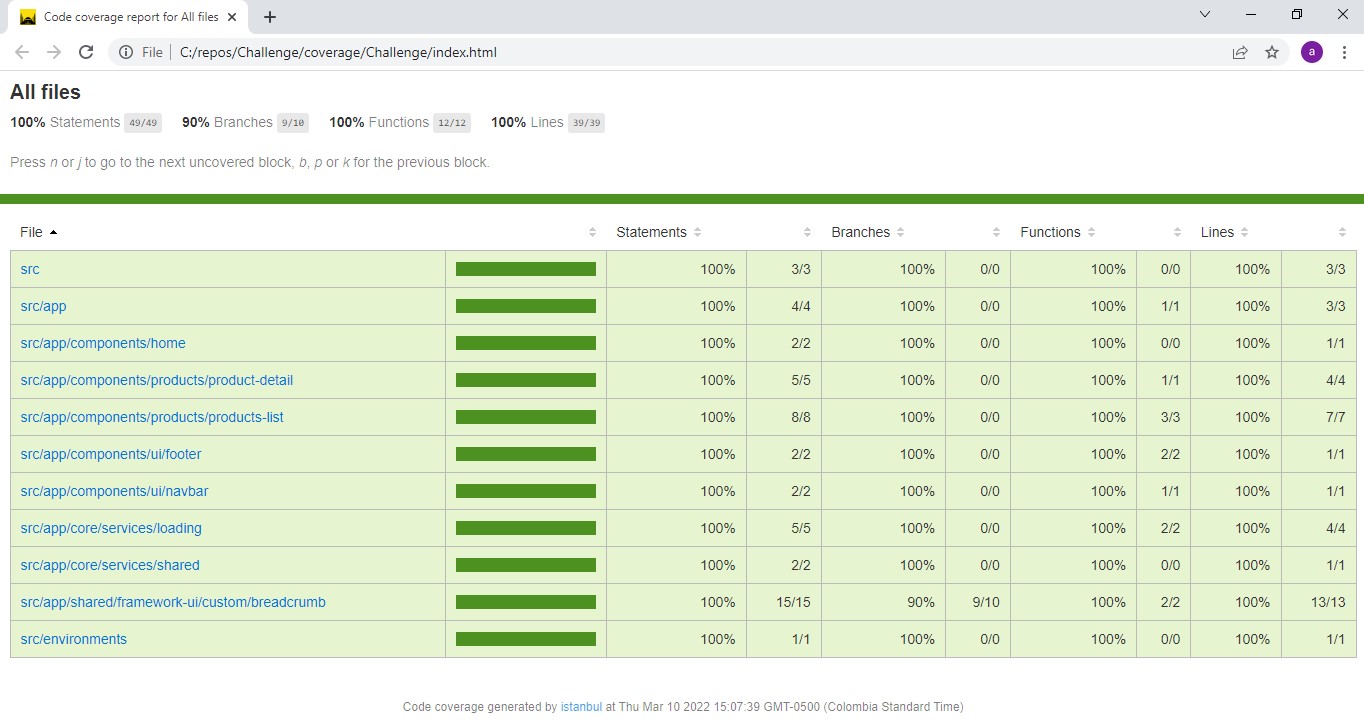 Code coverage report for All files
File C:/repos/Challenge/coverage/Challenge/index.html a
All files
100% Statements 49/49 90% Branches 9/10 100% Functions 12/12 100% Lines 39/39
Press n or j to go to the next uncovered block, b, p or k for the previous block.
File Statements Branches Functions Lines
src 100% 3/3 100% 0/0 100% 0/0 100% 3/3
src/app 100% 4/4 100% 0/0 100% 1/1 100% 3/3
src/app/components/home 100% 2/2 100% 0/0 100% 0/0 100% 1/1
src/app/components/products/product-detail 100% 5/5 100% 0/0 100% 1/1 100% 4/4
src/app/components/products/products-list 100% 8/8 100% 0/0 100% 3/3 100% 7/7
src/app/components/ui/footer 100% 2/2 100% 0/0 100% 2/2 100% 1/1
src/app/components/ui/navbar 100% 2/2 100% 0/0 100% 1/1 100% 1/1
src/app/core/services/loading 100% 5/5 100% 0/0 100% 2/2 100% 4/4
src/app/core/services/shared 100% 2/2 100% 0/0 100% 0/0 100% 1/1
src/app/shared/framework-ui/custom/breadcrumb 100% 15/15 90% 9/10 100% 2/2 100% 13/13
src/environments 100% 1/1 100% 0/0 100% 0/0 100% 1/1
Code coverage generated by istanbul at Thu Mar 10 2022 15:07:39 GMT-0500 (Colombia Standard Time)